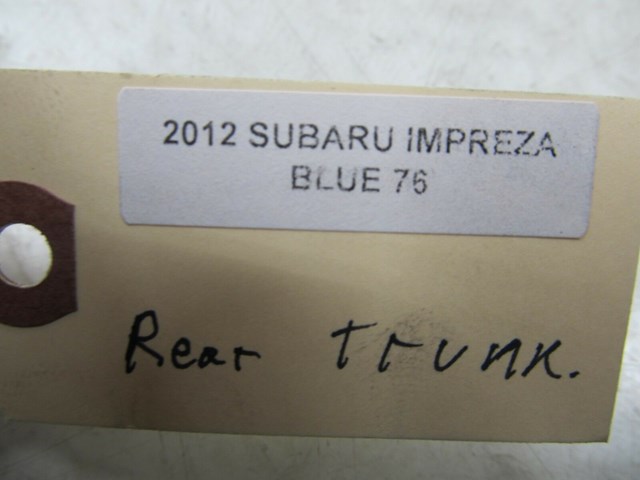 2012 SUBARU IMPREZA
BLUE 76
Rear trunk.